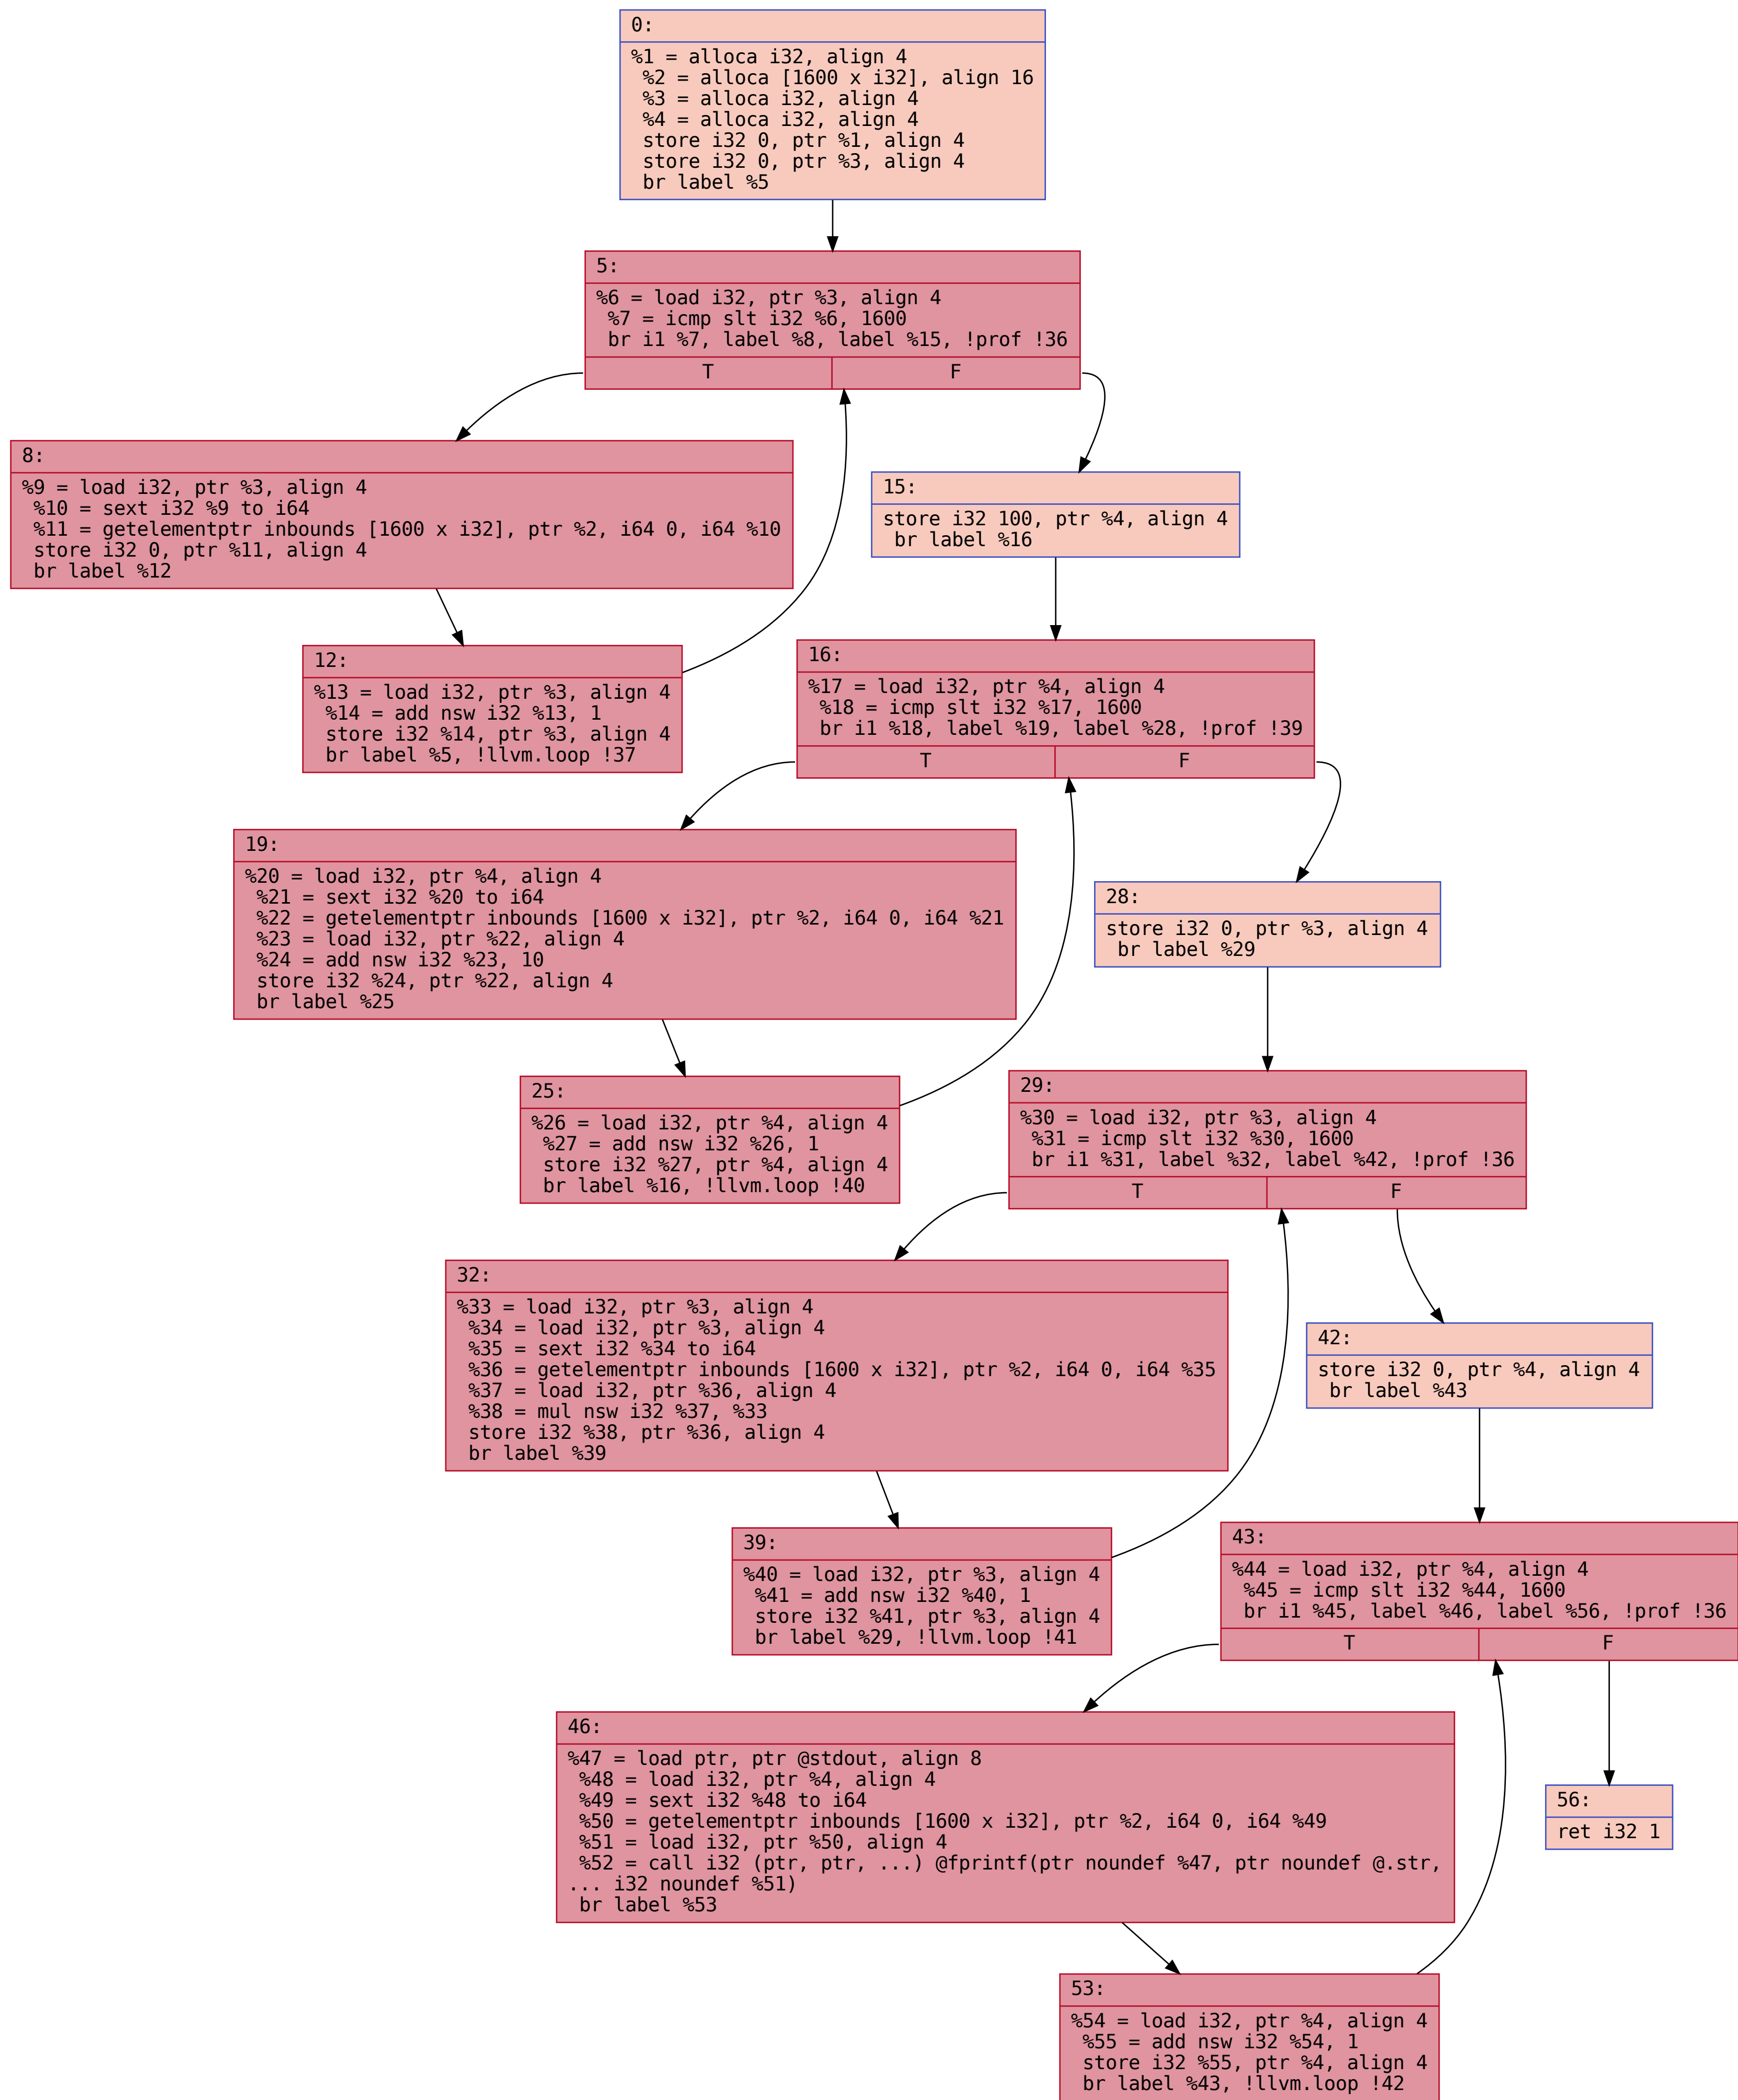 0:
%1 = alloca i32, align 4
%2 = alloca [1600 x i32], align 16
%3 = alloca i32, align 4
%4 = alloca i32, align 4
store i32 0, ptr %1, align 4
store i32 0, ptr %3, align 4
br label %5
5:
%6 = load i32, ptr %3, align 4
%7 = icmp slt i32 %6, 1600
br i1 %7, label %8, label %15, !prof !36
T F
8:
%9 = load i32, ptr %3, align 4
%10 = sext i32 %9 to i64
%11 = getelementptr inbounds [1600 x i32], ptr %2, i64 0, i64 %10
store i32 0, ptr %11, align 4
br label %12
15:
store i32 100, ptr %4, align 4
br label %16
12:
%13 = load i32, ptr %3, align 4
%14 = add nsw i32 %13, 1
store i32 %14, ptr %3, align 4
br label %5, !llvm.loop !37
16:
%17 = load i32, ptr %4, align 4
%18 = icmp slt i32 %17, 1600
br i1 %18, label %19, label %28, !prof !39
T F
19:
%20 = load i32, ptr %4, align 4
%21 = sext i32 %20 to i64
%22 = getelementptr inbounds [1600 x i32], ptr %2, i64 0, i64 %21
%23 = load i32, ptr %22, align 4
%24 = add nsw i32 %23, 10
store i32 %24, ptr %22, align 4
br label %25
28:
store i32 0, ptr %3, align 4
br label %29
25:
%26 = load i32, ptr %4, align 4
%27 = add nsw i32 %26, 1
store i32 %27, ptr %4, align 4
br label %16, !llvm.loop !40
29:
%30 = load i32, ptr %3, align 4
%31 = icmp slt i32 %30, 1600
br i1 %31, label %32, label %42, !prof !36
T F
32:
%33 = load i32, ptr %3, align 4
%34 = load i32, ptr %3, align 4
%35 = sext i32 %34 to i64
%36 = getelementptr inbounds [1600 x i32], ptr %2, i64 0, i64 %35
%37 = load i32, ptr %36, align 4
%38 = mul nsw i32 %37, %33
store i32 %38, ptr %36, align 4
br label %39
42:
store i32 0, ptr %4, align 4
br label %43
39:
%40 = load i32, ptr %3, align 4
%41 = add nsw i32 %40, 1
store i32 %41, ptr %3, align 4
br label %29, !llvm.loop !41
43:
%44 = load i32, ptr %4, align 4
%45 = icmp slt i32 %44, 1600
br i1 %45, label %46, label %56, !prof !36
T F
46:
%47 = load ptr, ptr @stdout, align 8
%48 = load i32, ptr %4, align 4
%49 = sext i32 %48 to i64
%50 = getelementptr inbounds [1600 x i32], ptr %2, i64 0, i64 %49
%51 = load i32, ptr %50, align 4
%52 = call i32 (ptr, ptr, ...) @fprintf(ptr noundef %47, ptr noundef @.str,
... i32 noundef %51)
br label %53
56:
ret i32 1
53:
%54 = load i32, ptr %4, align 4
%55 = add nsw i32 %54, 1
store i32 %55, ptr %4, align 4
br label %43, !llvm.loop !42